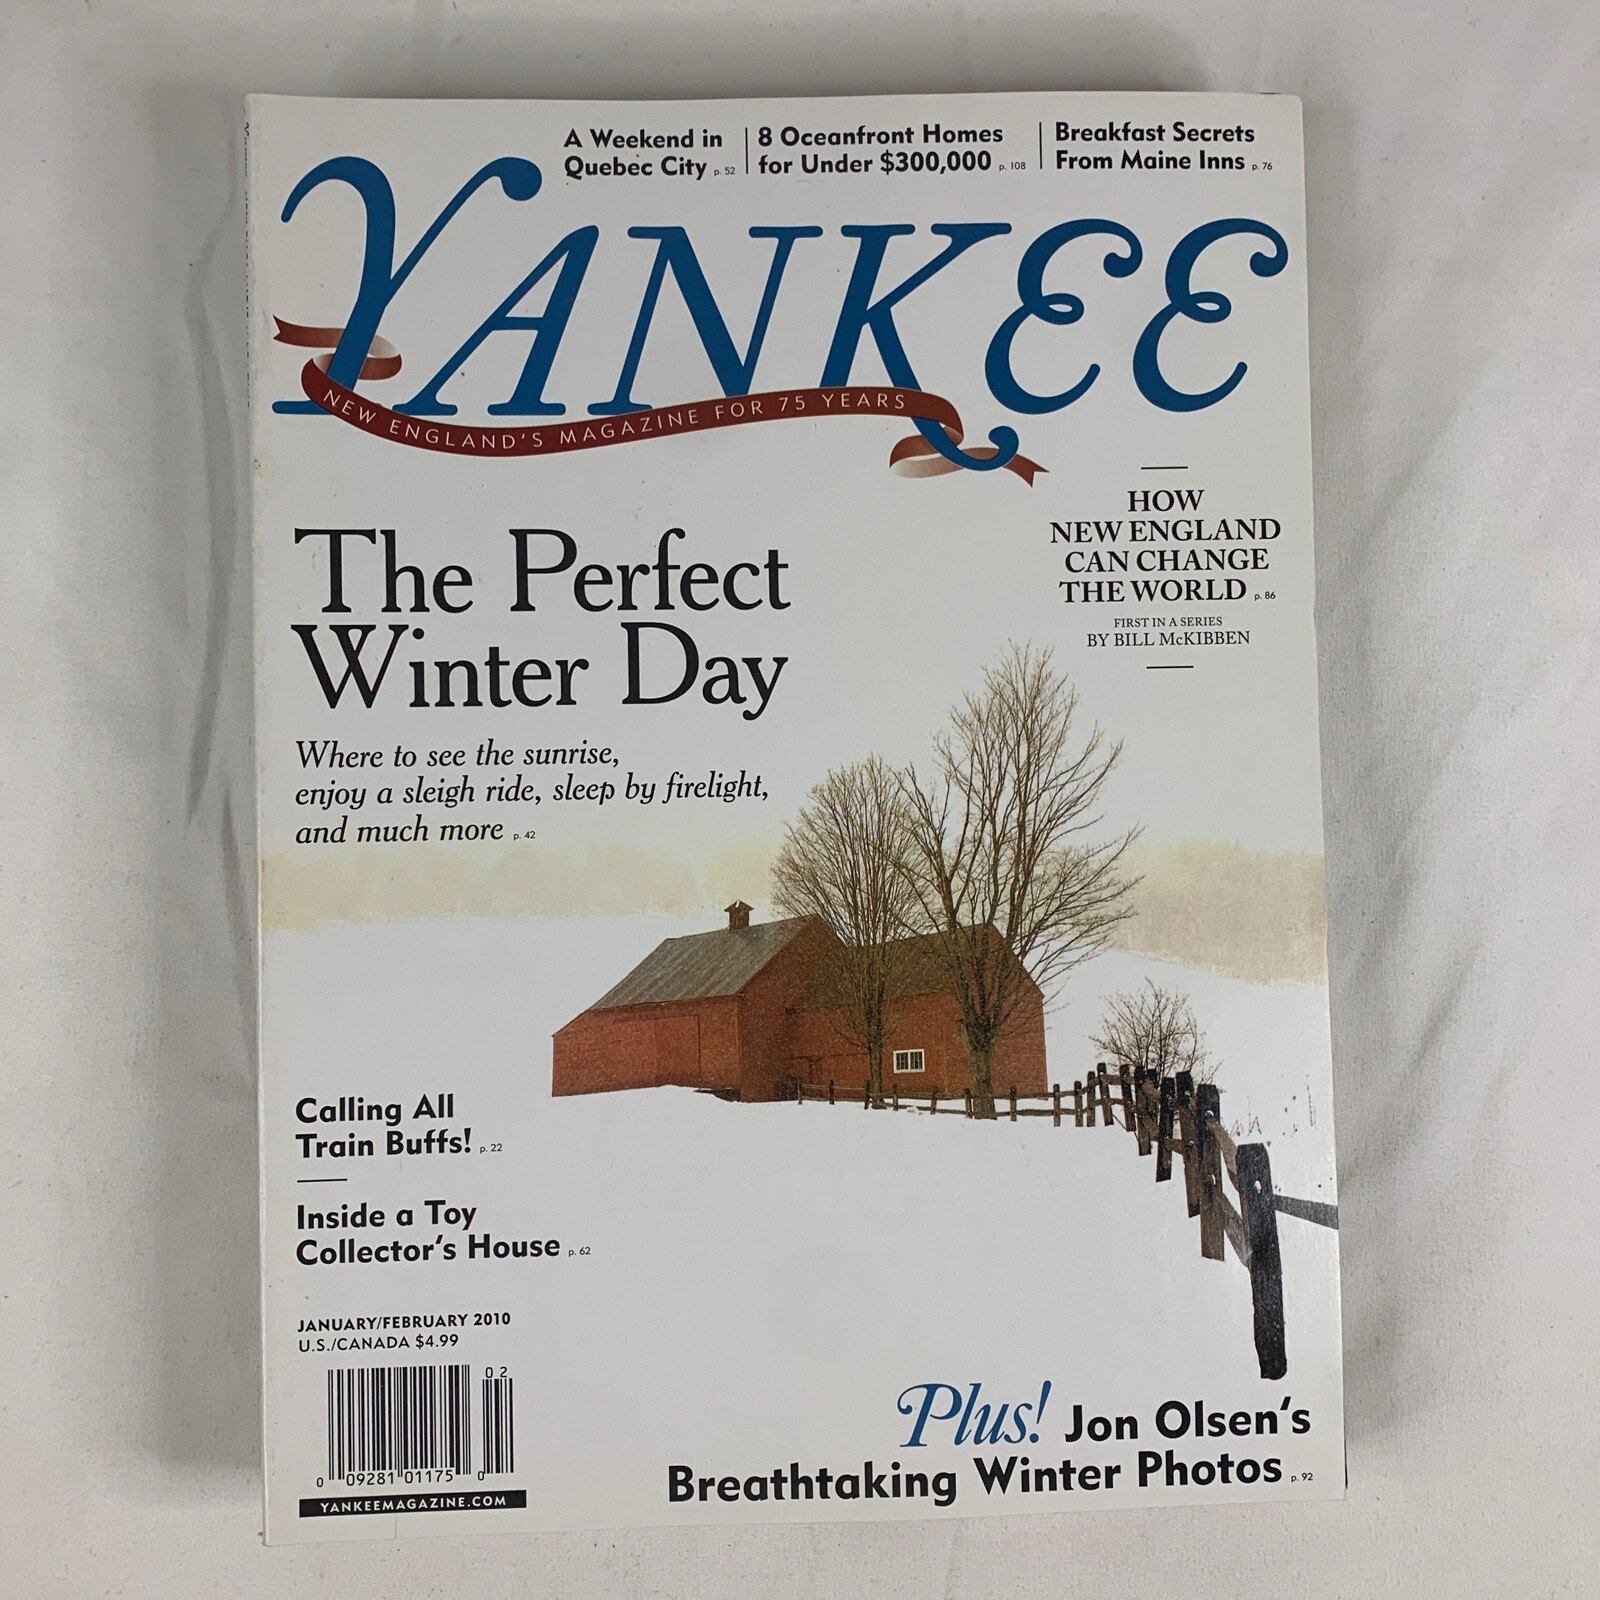 A Weekend in
Quebec City p. 52
8 Oceanfront Homes
for Under $300,000 p. 108
Breakfast Secrets
From Maine Inns p. 76
YANKEE
NEW ENGLAND'S MAGAZINE FOR 75 YEARS
HOW
NEW ENGLAND
CAN CHANGE
THE WORLD p. 86
FIRST IN A SERIES
BY BILL McKIBBEN
The Perfect
Winter Day
Where to see the sunrise,
enjoy a sleigh ride, sleep by firelight,
and much more p. 42
Calling All
Train Buffs! p. 22
Inside a Toy
Collector's House p. 62
JANUARY/FEBRUARY 2010
U.S./CANADA $4.99
0 2
0 09281 01175 0
YANKEEMAGAZINE.COM
Plus! Jon Olsen's
Breathtaking Winter Photos p. 92